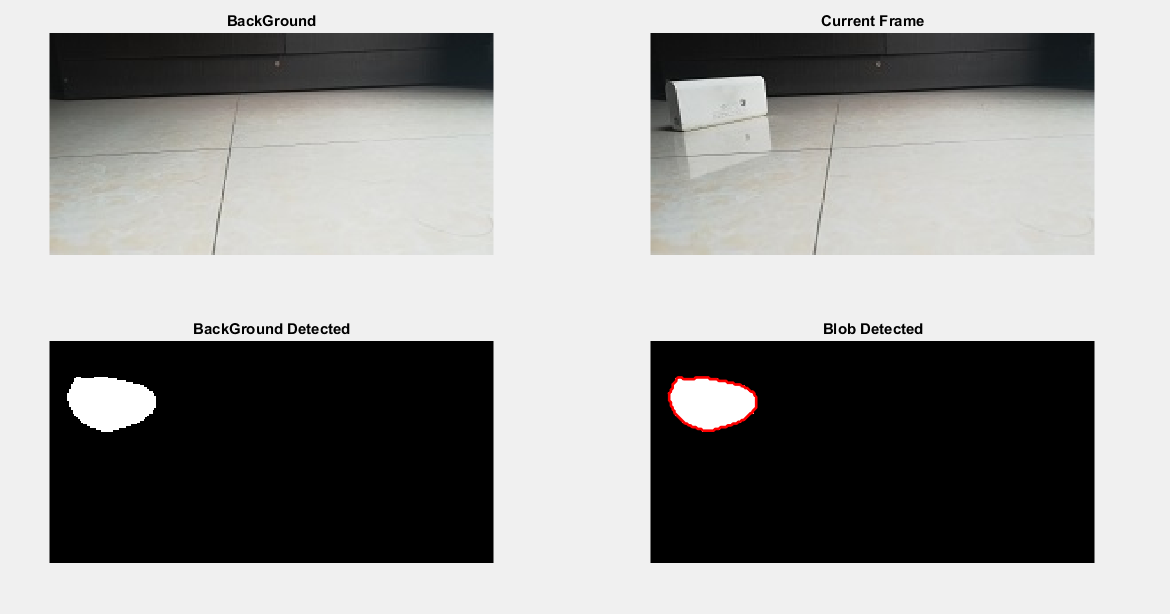 BackGround
Current Frame
BackGround Detected
Blob Detected